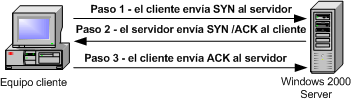 Paso 1 - el cliente envía SYN al servidor
Paso 2 - el servidor envía SYN /ACK al cliente
Paso 3 - el cliente envía ACK al servidor
Equipo cliente
Windows 2000
Server